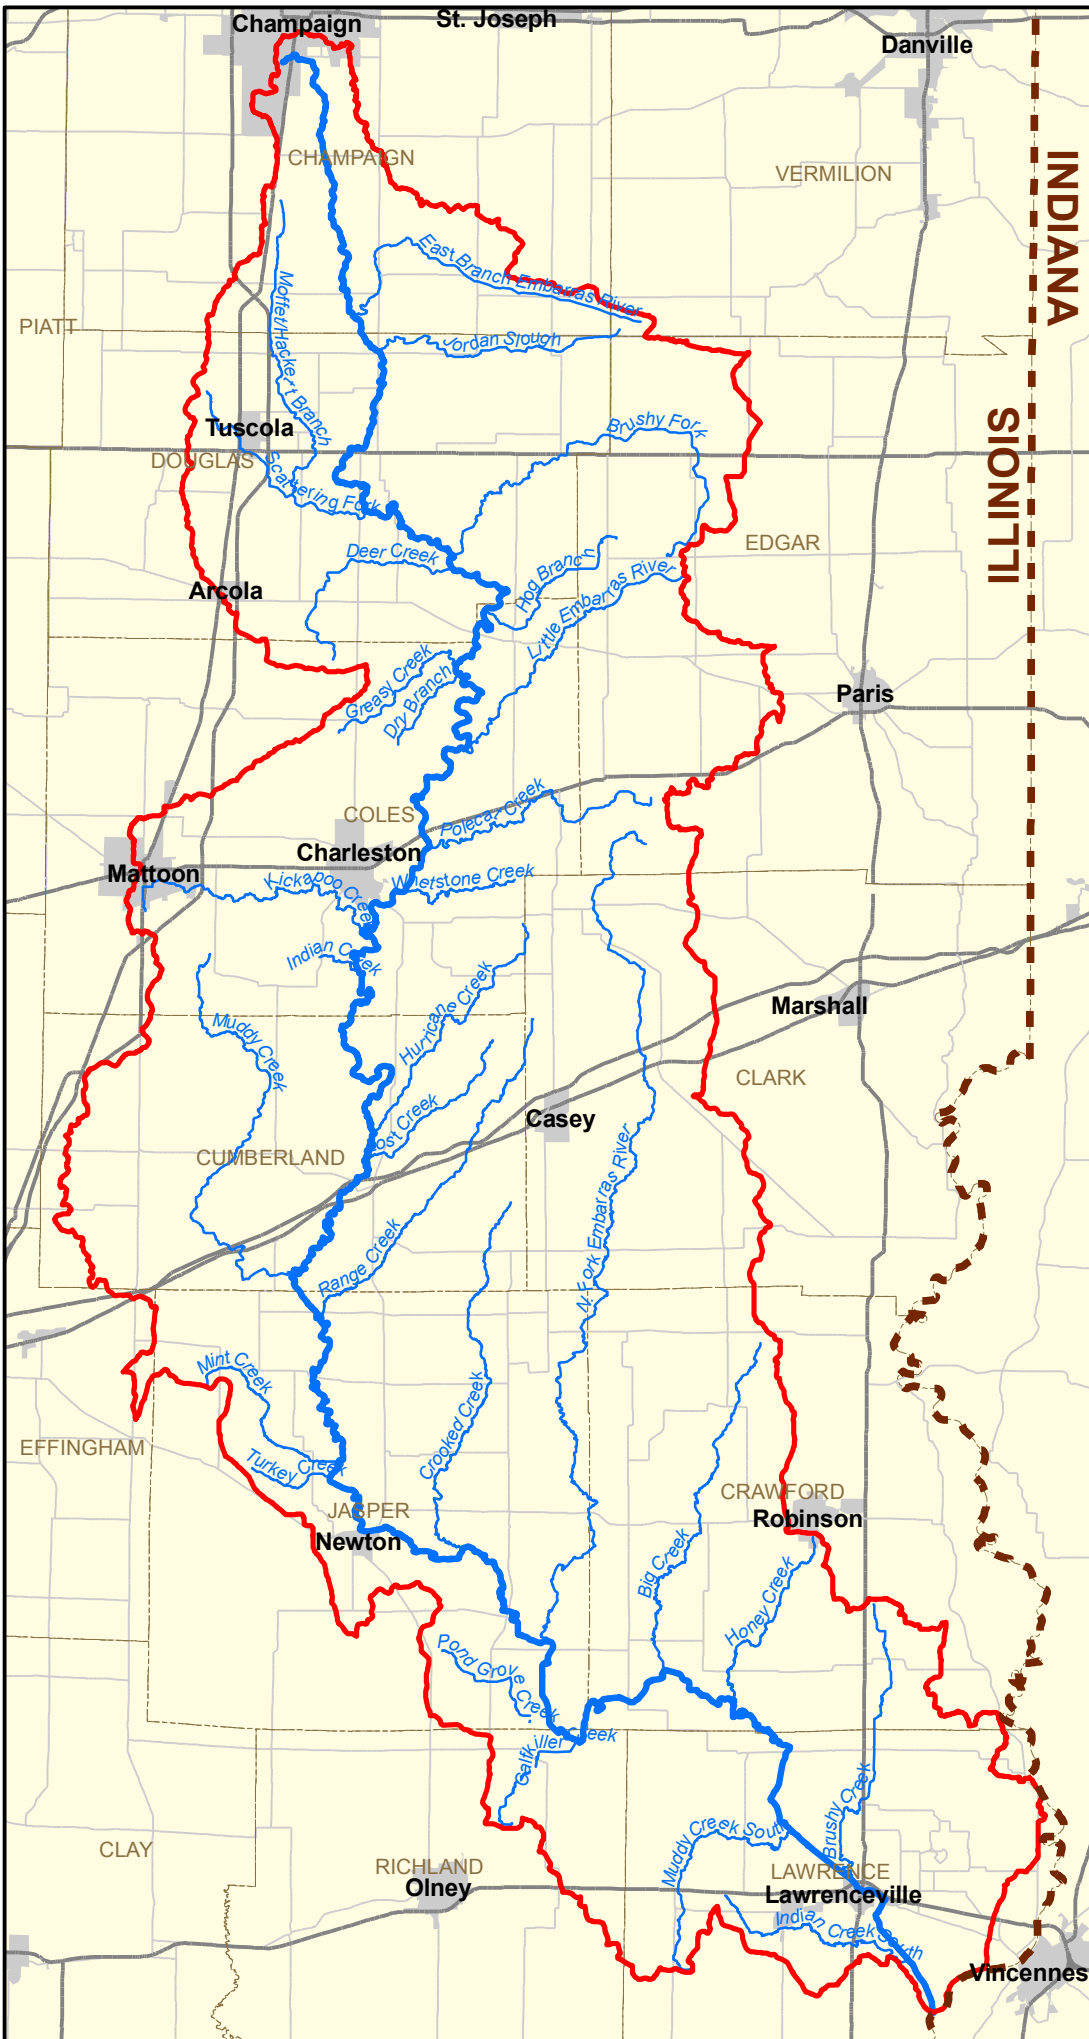 Champaign
St. Joseph
Danville
INDIANA
CHAMPAIGN
VERMILION
East Branch Embarras River
Moffet/Hackert Branch
PIATT
Jordan Slough
ILLINOIS
Brushy Fork
Tuscola
DOUGLAS
Scattering Fork
EDGAR
Deer Creek
Hog Branch
Little Embarras River
Arcola
Greasy Creek
Dry Branch
Paris
COLES
Polecat Creek
Charleston
Mattoon
Kickapoo Creek
Whetstone Creek
Indian Creek
Hurricane Creek
Marshall
Muddy Creek
CLARK
Lost Creek
Casey
CUMBERLAND
N. Fork Embarras River
Range Creek
Mint Creek
Crooked Creek
EFFINGHAM
Turkey Creek
CRAWFORD
JASPER
Robinson
Newton
Big Creek
Honey Creek
Pond Grove Creek
Calfkiller Creek
Brushy Creek
CLAY
Muddy Creek South
RICHLAND
LAWRENCE
Olney
Lawrenceville
Indian Creek South
Vincennes